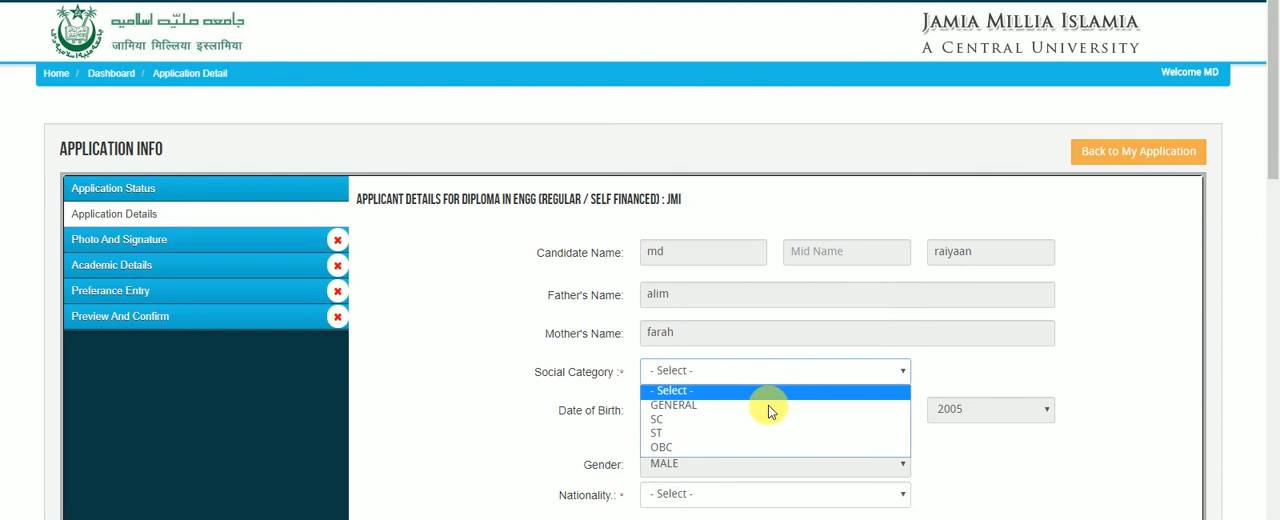 جامعہ ملّیہ اسلامیہ
जामिया मिल्लिया इस्लामिया
Jamia Millia Islamia
A Central University
Home / Dashboard / Application Detail
Welcome MD
APPLICATION INFO
Back to My Application
Application Status
Application Details
Photo And Signature
Academic Details
Preferance Entry
Preview And Confirm
APPLICANT DETAILS FOR DIPLOMA IN ENGG (REGULAR / SELF FINANCED) : JMI
Candidate Name: md Mid Name raiyaan
Father's Name: alim
Mother's Name: farah
Social Category :* - Select -
- Select -
GENERAL
SC
ST
OBC
Date of Birth: 2005
Gender: MALE
Nationality.: * - Select -